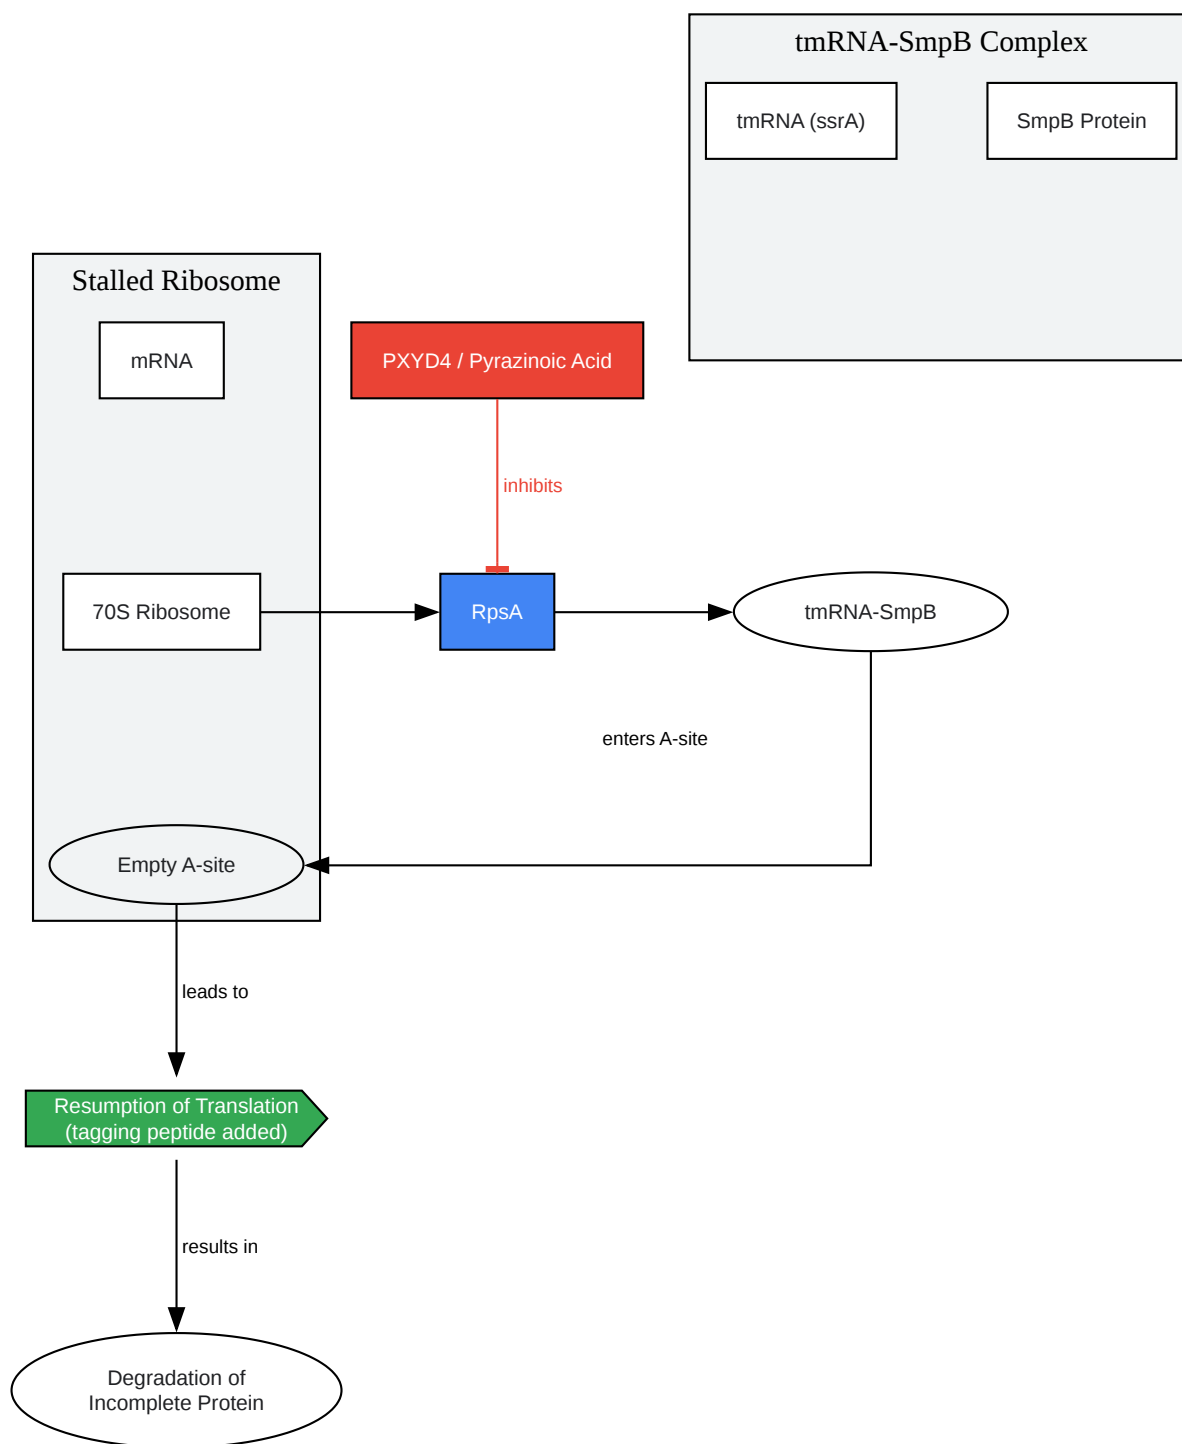 tmRNA-SmpB Complex
tmRNA (ssrA)
SmpB Protein
Stalled Ribosome
mRNA
PXYD4 / Pyrazinoic Acid
inhibits
70S Ribosome
RpsA
tmRNA-SmpB
enters A-site
Empty A-site
leads to
Resumption of Translation
(tagging peptide added)
results in
Degradation of
Incomplete Protein